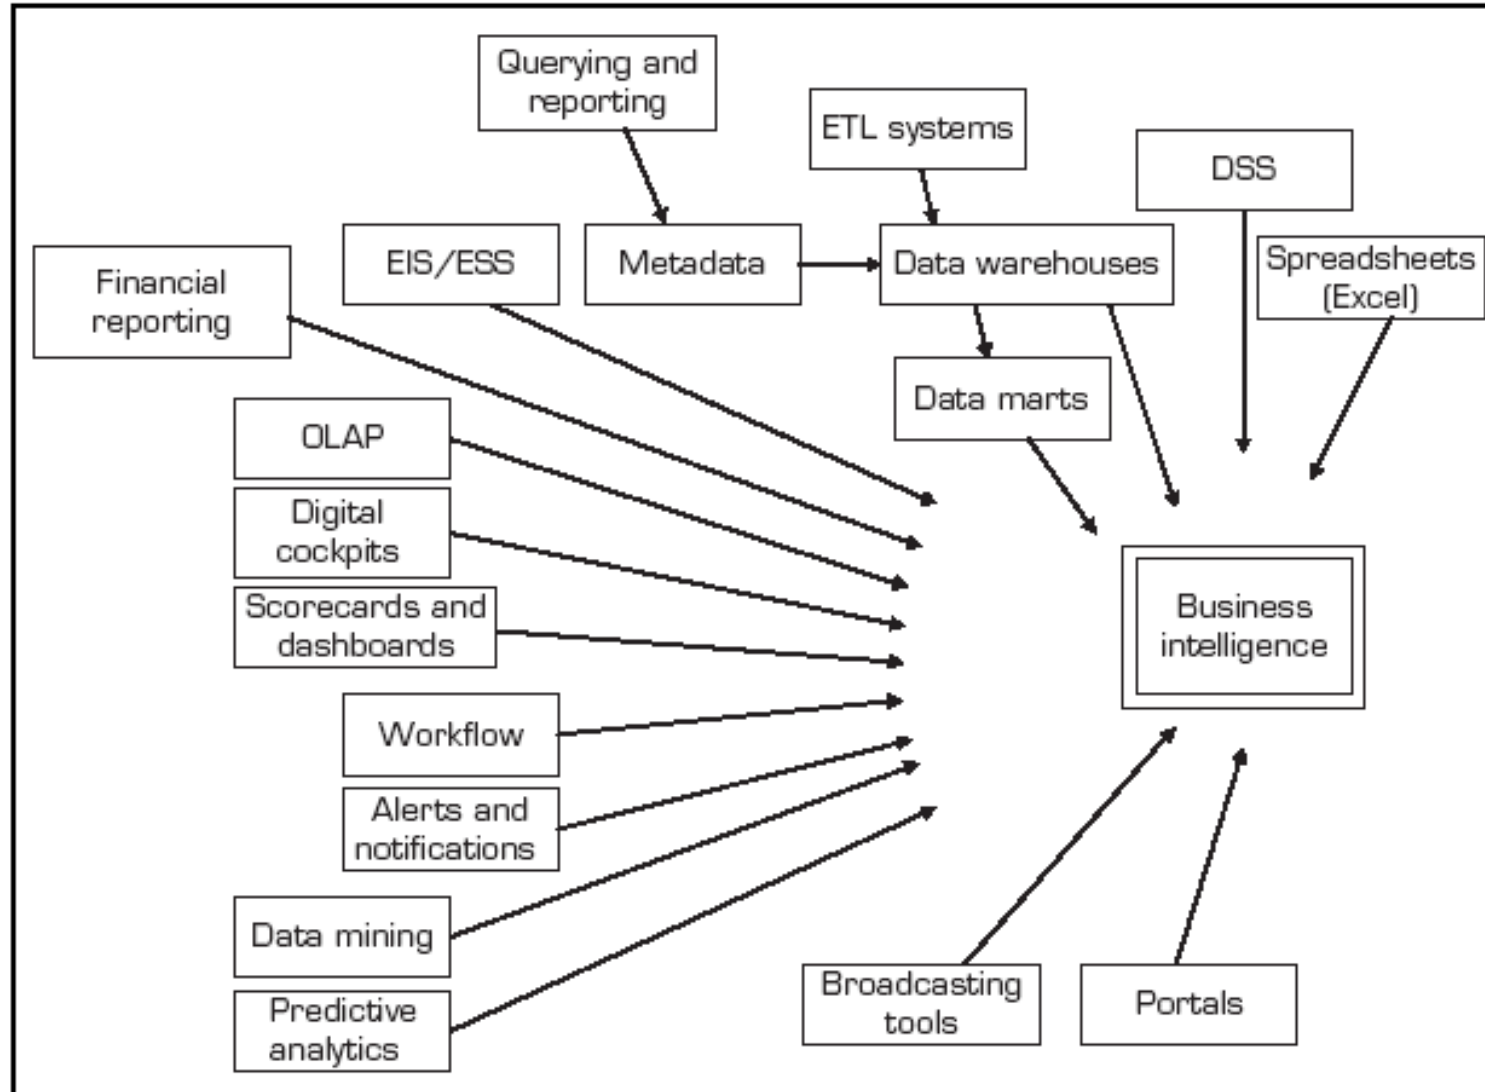 Querying and
reporting
ETL systems
DSS
Financial
reporting
EIS/ESS
Metadata
Data warehouses
Spreadsheets
(Excel)
Data marts
OLAP
Digital
cockpits
Scorecards and
dashboards
Business
intelligence
Workflow
Alerts and
notifications
Data mining
Predictive
analytics
Broadcasting
tools
Portals